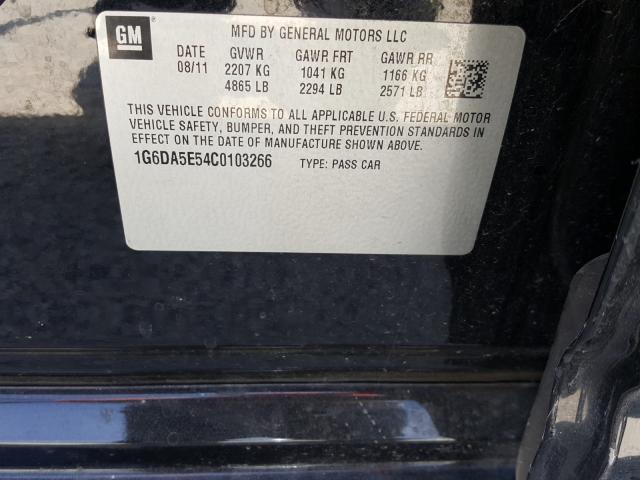 GM
MFD BY GENERAL MOTORS LLC
DATE GVWR GAWR FRT GAWR RR
08/11 2207 KG 1041 KG 1166 KG
4865 LB 2294 LB 2571 LB
THIS VEHICLE CONFORMS TO ALL APPLICABLE U.S. FEDERAL MOTOR
VEHICLE SAFETY, BUMPER, AND THEFT PREVENTION STANDARDS IN
EFFECT ON THE DATE OF MANUFACTURE SHOWN ABOVE.
1G6DA5E54C0103266 TYPE: PASS CAR